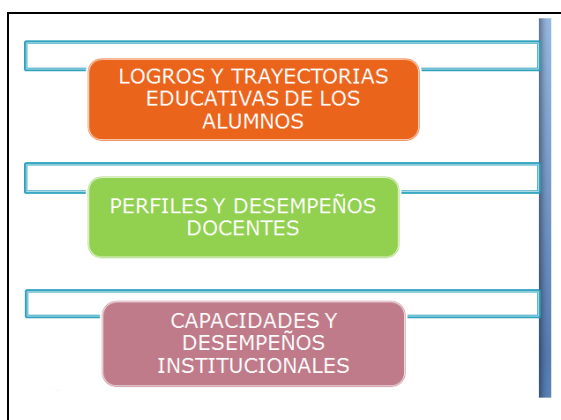 LOGROS Y TRAYECTORIAS
EDUCATIVAS DE LOS
ALUMNOS
PERFILES Y DESEMPEÑOS
DOCENTES
CAPACIDADES Y
DESEMPEÑOS
INSTITUCIONALES